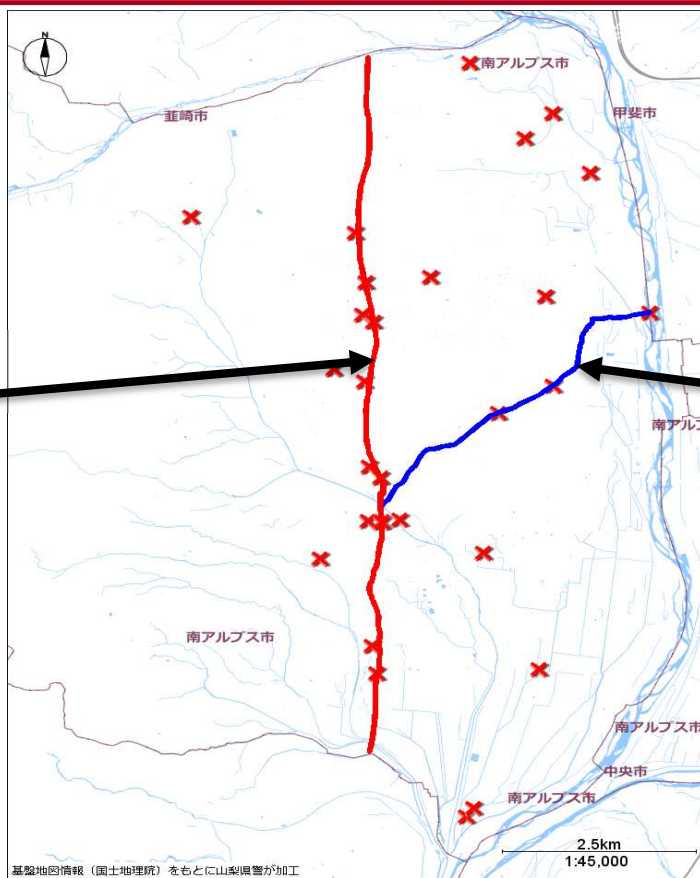 南アルプス市
韮崎市
甲斐市
南アル
南アルプス市
南アルプス市
中央市
南アルプス市
2.5km
1:45,000
基盤地図情報（国土地理院）をもとに山梨県警が加工